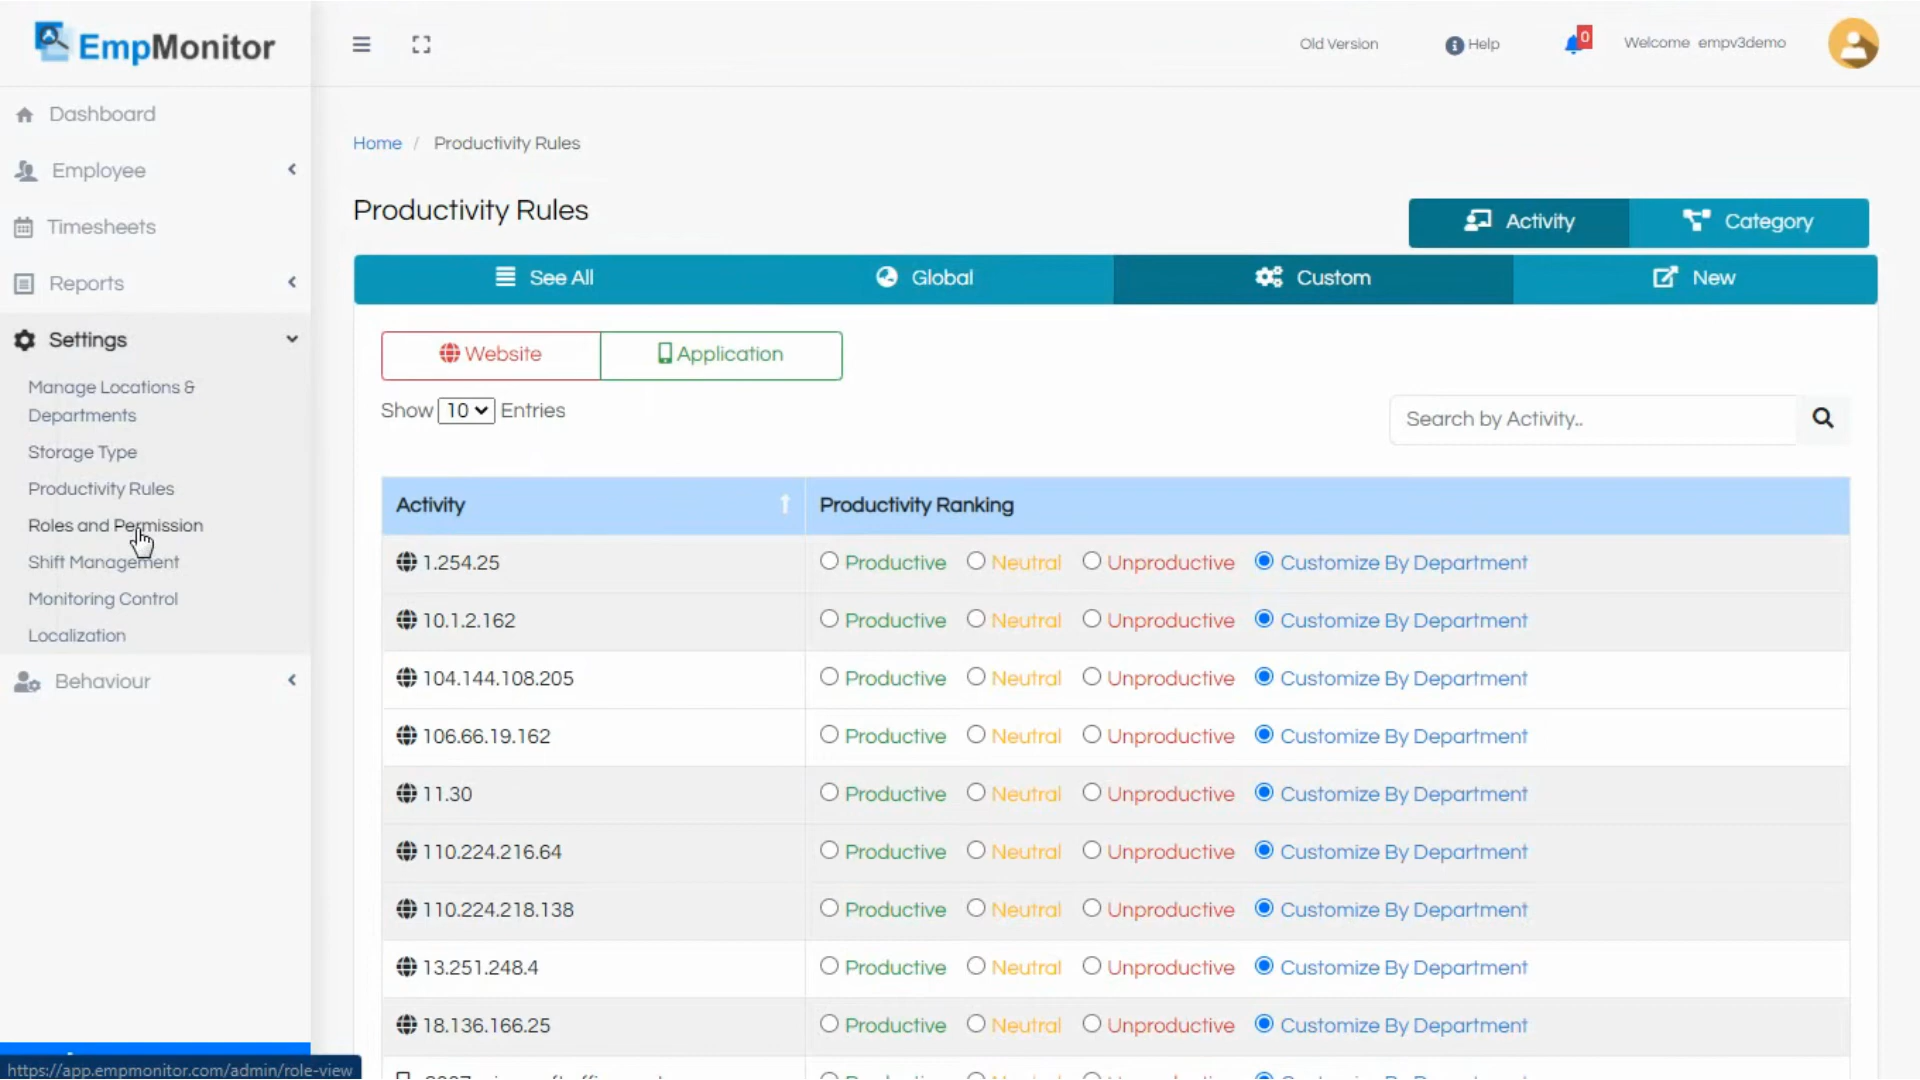 EmpMonitor
Old Version
Help
0
Welcome empv3demo
Dashboard
Employee
Timesheets
Reports
Settings
Manage Locations &
Departments
Storage Type
Productivity Rules
Roles and Permission
Shift Management
Monitoring Control
Localization
Behaviour
https://app.empmonitor.com/admin/role-view
Home / Productivity Rules
Productivity Rules
Activity
Category
See All
Global
Custom
New
Website
Application
Show 10 Entries
Search by Activity..
Activity
Productivity Ranking
1.254.25 Productive Neutral Unproductive Customize By Department
10.1.2.162 Productive Neutral Unproductive Customize By Department
104.144.108.205 Productive Neutral Unproductive Customize By Department
106.66.19.162 Productive Neutral Unproductive Customize By Department
11.30 Productive Neutral Unproductive Customize By Department
110.224.216.64 Productive Neutral Unproductive Customize By Department
110.224.218.138 Productive Neutral Unproductive Customize By Department
13.251.248.4 Productive Neutral Unproductive Customize By Department
18.136.166.25 Productive Neutral Unproductive Customize By Department